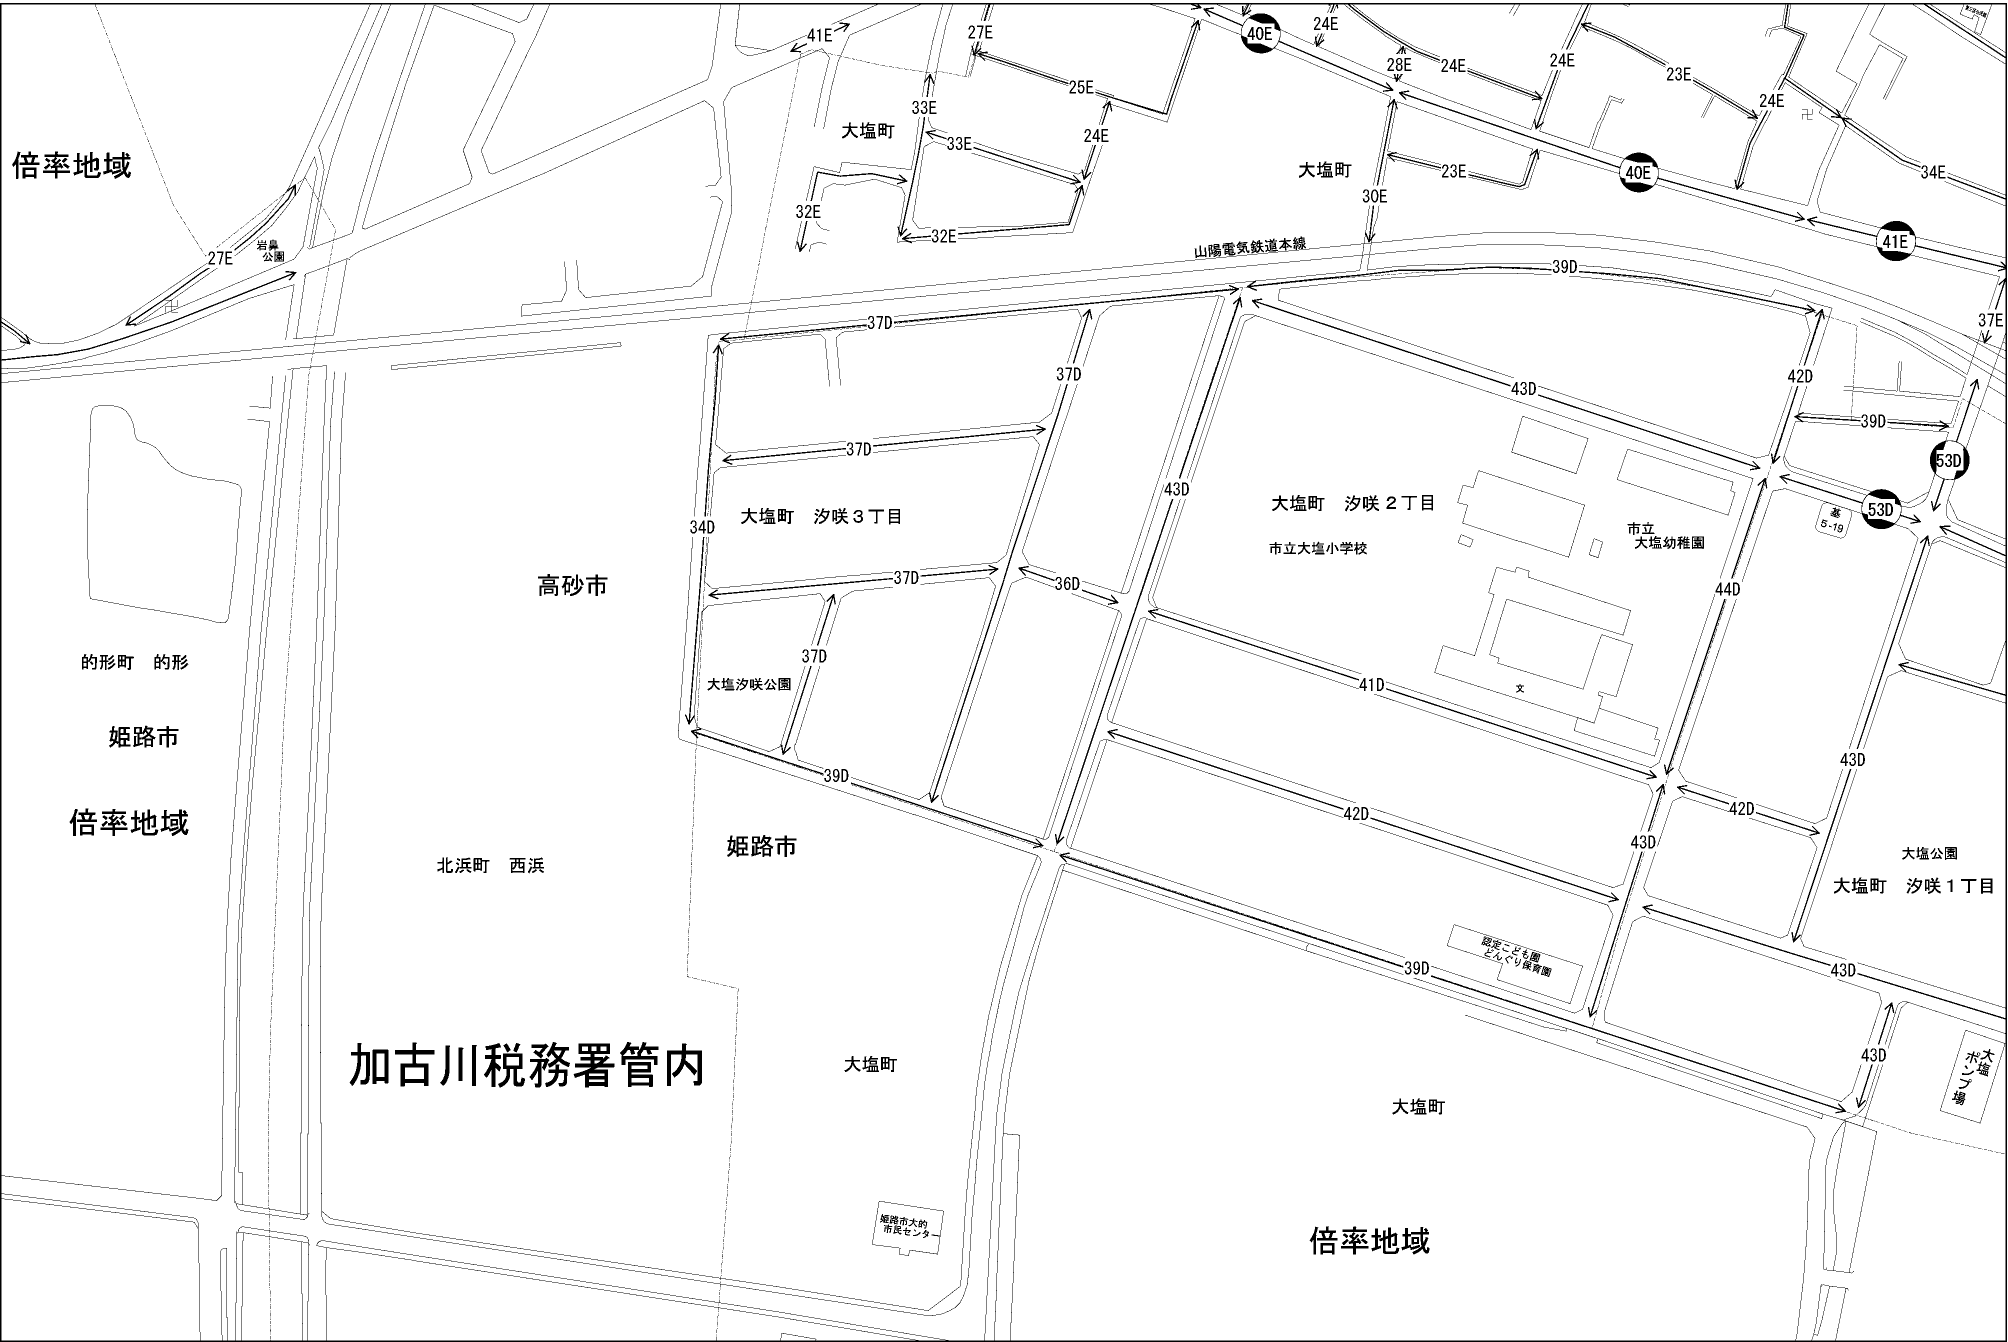 41E
27E
40E
24E
28E
24E
24E
23E
24E
25E
33E
大塩町
33E
24E
倍率地域
大塩町
23E
40E
34E
32E
30E
32E
41E
岩鼻
公園
27E
山陽電気鉄道本線
39D
37E
37D
37D
43D
42D
39D
37D
53D
43D
大塩町　汐咲３丁目
34D
大塩町　汐咲２丁目
53D
基
5-19
市立
大塩幼稚園
市立大塩小学校
37D
36D
高砂市
44D
的形町　的形
37D
大塩汐咲公園
41D
文
姫路市
39D
43D
42D
42D
倍率地域
姫路市
43D
大塩公園
北浜町　西浜
大塩町　汐咲１丁目
認定こども園
どんぐり保育園
39D
43D
加古川税務署管内
大塩町
43D
大塩
ポンプ場
大塩町
姫路市大的
市民センター
倍率地域